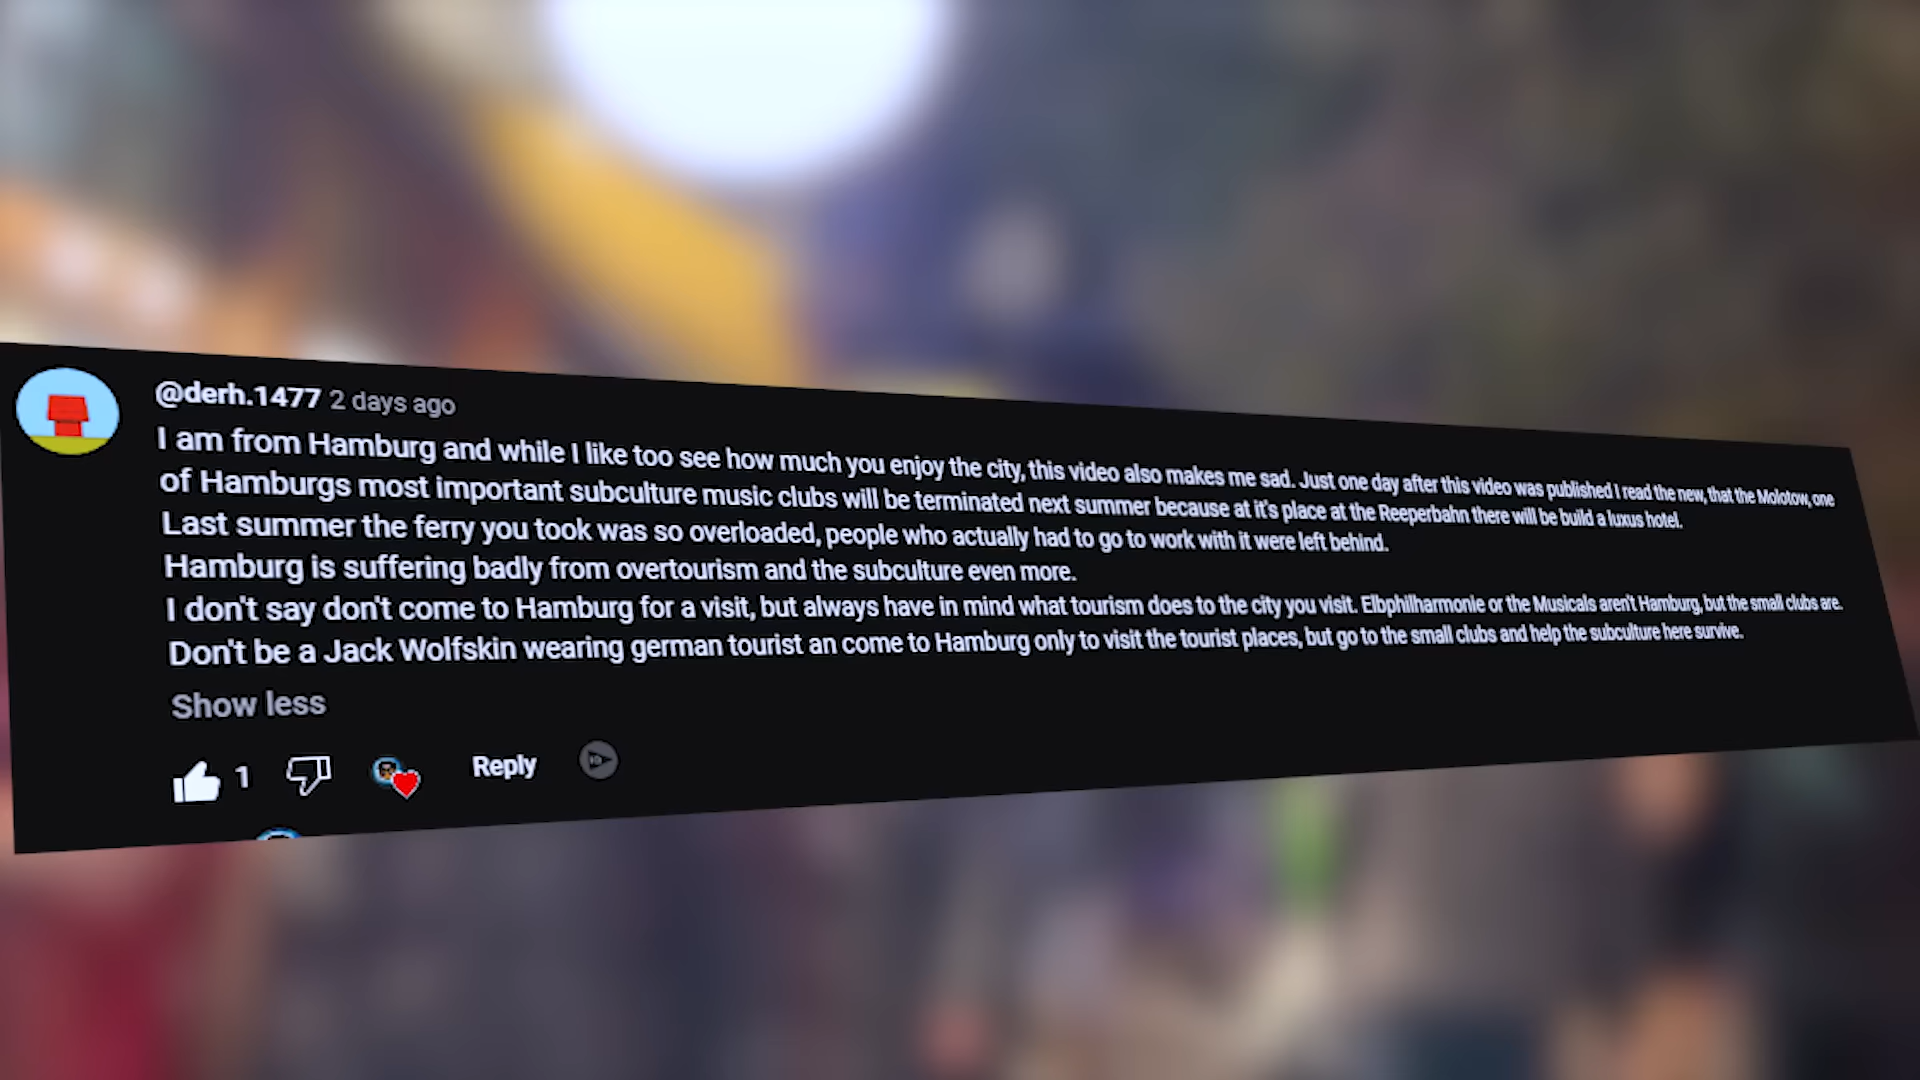 @derh.1477 2 days ago
I am from Hamburg and while I like too see how much you enjoy the city, this video also makes me sad. Just one day after this video was published I read the new, that the Molotow, one
of Hamburgs most important subculture music clubs will be terminated next summer because at it's place at the Reeperbahn there will be build a luxus hotel.
Last summer the ferry you took was so overloaded, people who actually had to go to work with it were left behind.
Hamburg is suffering badly from overtourism and the subculture even more.
I don't say don't come to Hamburg for a visit, but always have in mind what tourism does to the city you visit. Elbphilharmonie or the Musicals aren't Hamburg, but the small clubs are.
Don't be a Jack Wolfskin wearing german tourist an come to Hamburg only to visit the tourist places, but go to the small clubs and help the subculture here survive.
Show less
1 Reply